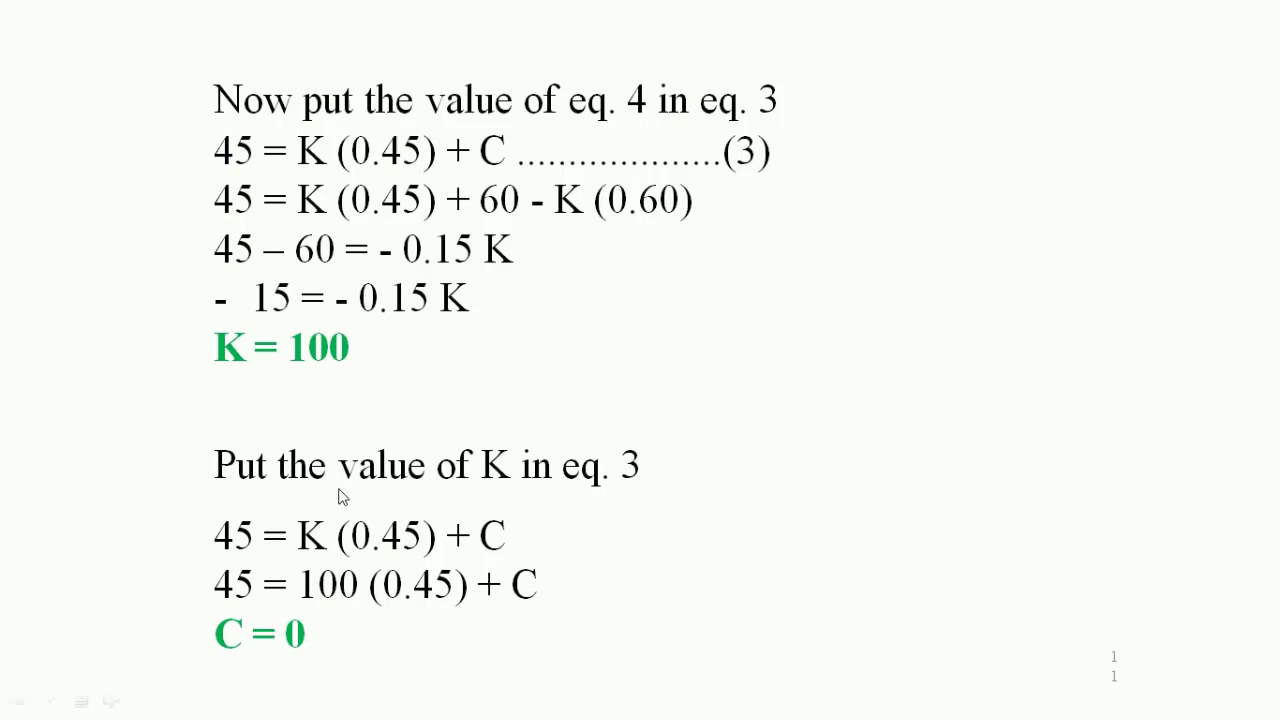 Now put the value of eq. 4 in eq. 3
45 = K (0.45) + C ....................(3)
45 = K (0.45) + 60 - K (0.60)
45 – 60 = - 0.15 K
- 15 = - 0.15 K
K = 100
Put the value of K in eq. 3
45 = K (0.45) + C
45 = 100 (0.45) + C
C = 0
1
1